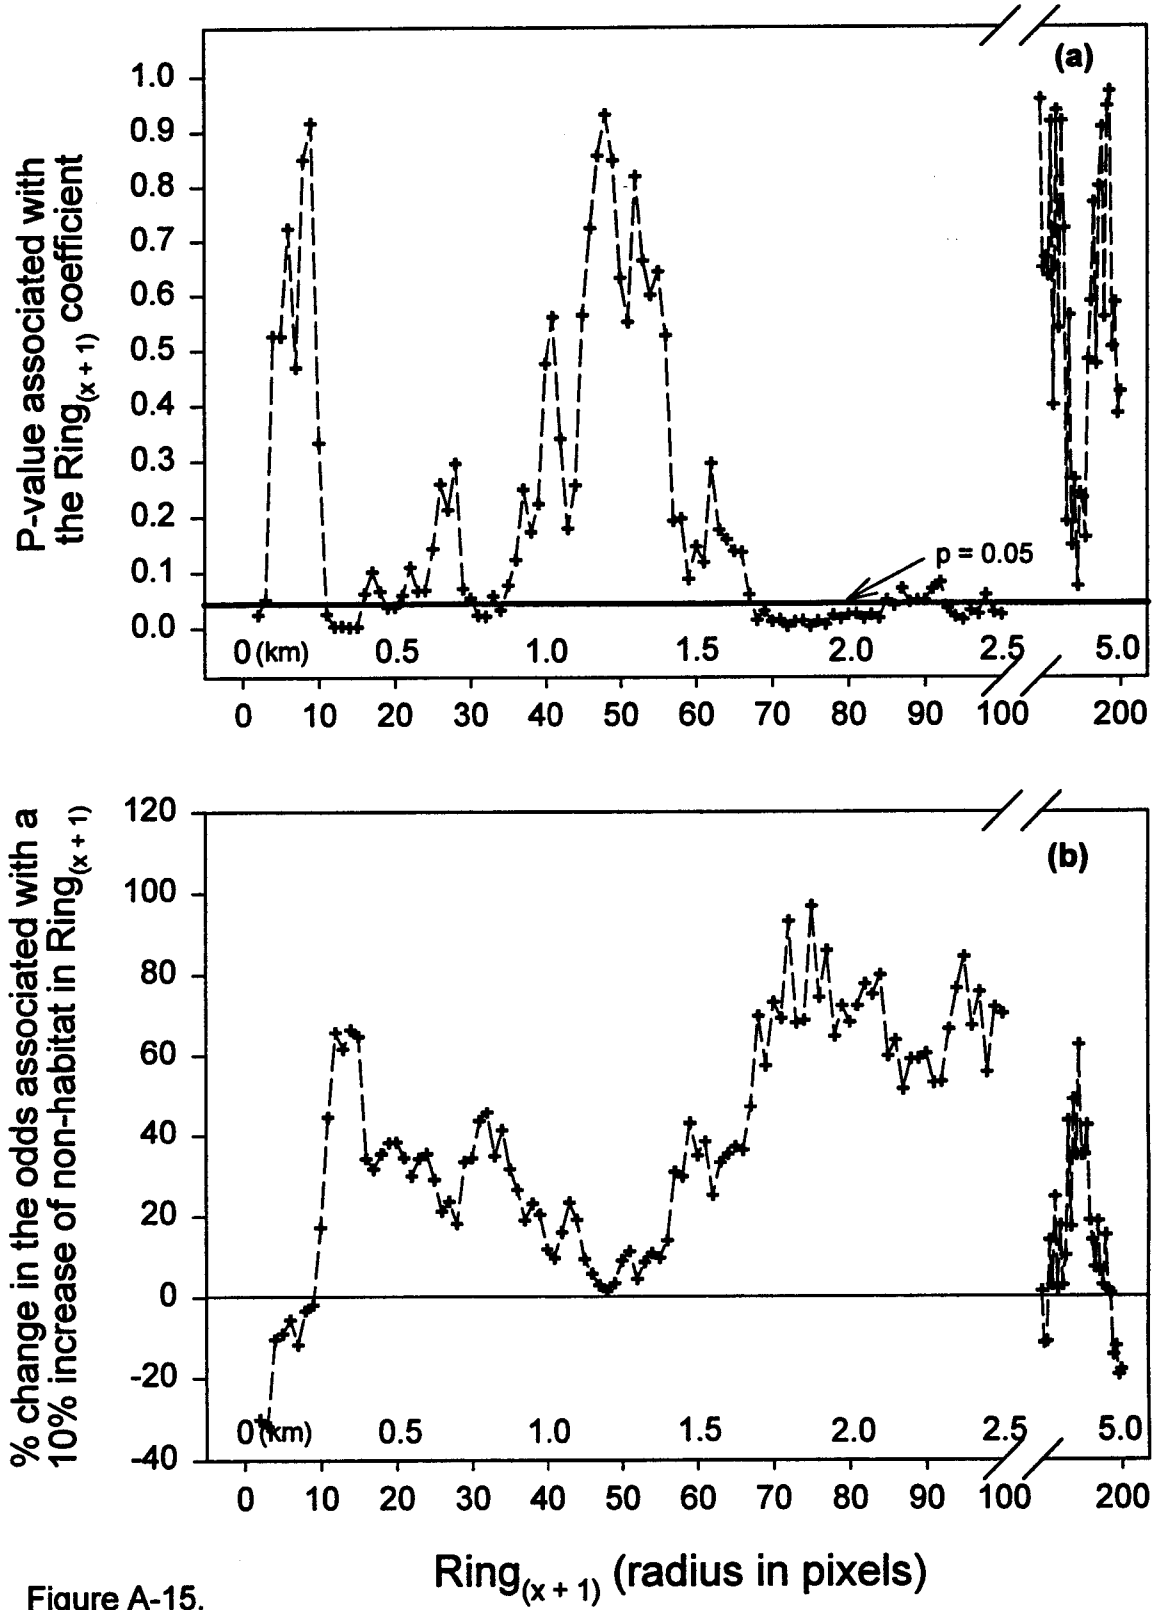 (a)
P-value associated with
the Ring(x + 1) coefficient
1.0
0.9
0.8
0.7
0.6
0.5
0.4
0.3
0.2
0.1
0.0
p = 0.05
0 (km) 0.5 1.0 1.5 2.0 2.5 5.0
0 10 20 30 40 50 60 70 80 90 100 200
(b)
% change in the odds associated with a
10% increase of non-habitat in Ring(x + 1)
120
100
80
60
40
20
0
-20
-40
0 (km) 0.5 1.0 1.5 2.0 2.5 5.0
0 10 20 30 40 50 60 70 80 90 100 200
Ring(x + 1) (radius in pixels)
Figure A-15.